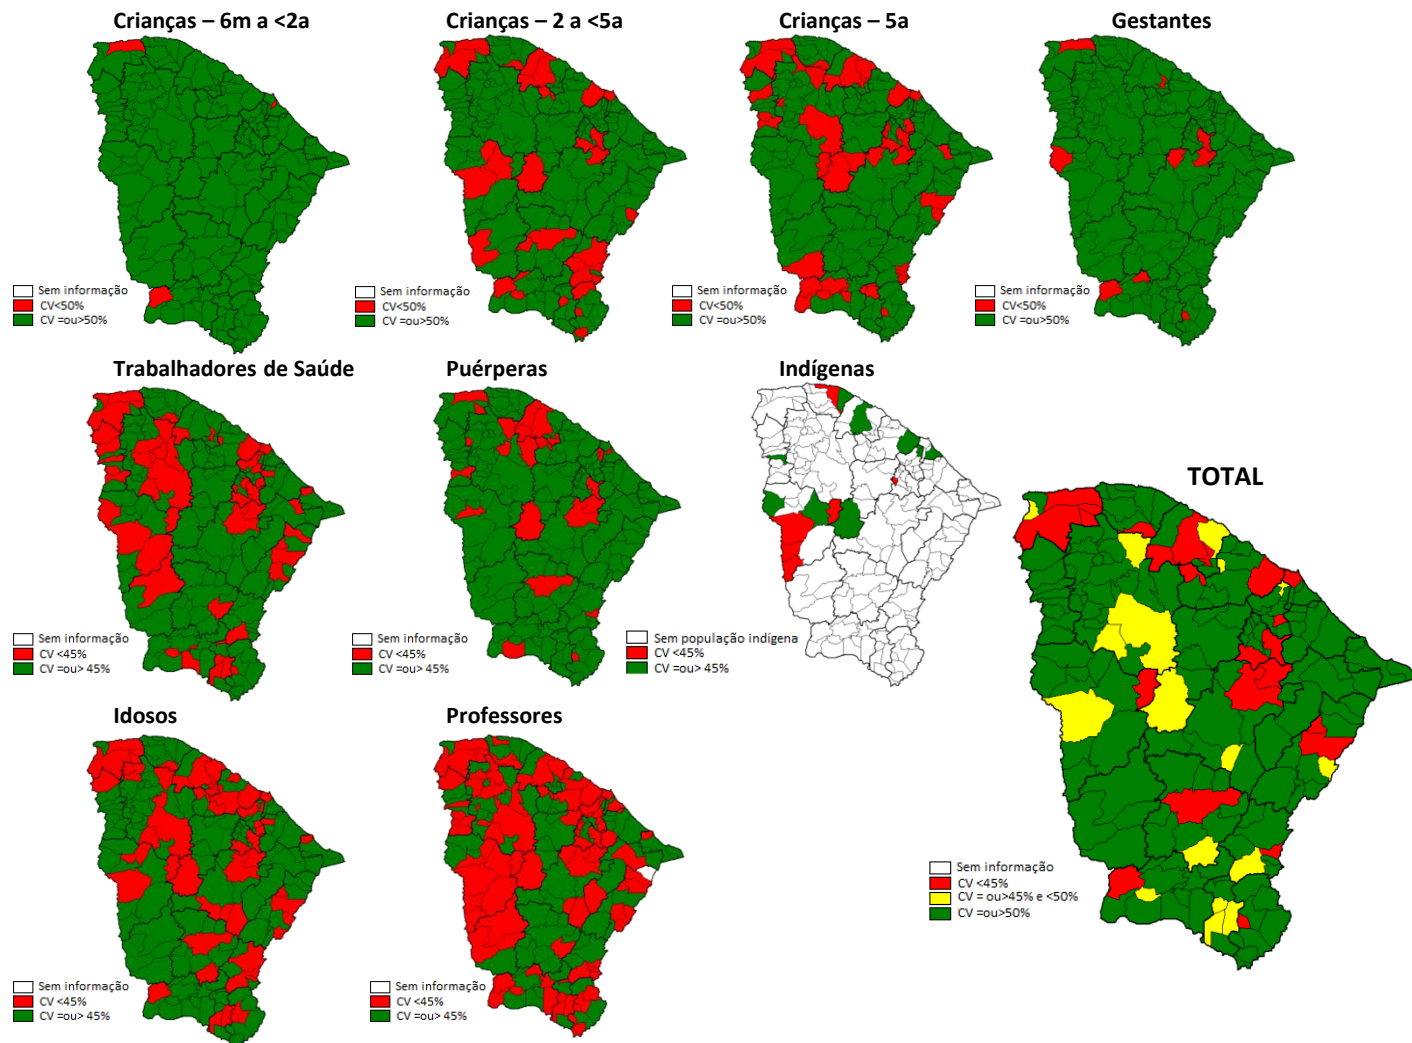 Crianças – 6m a <2a
Crianças – 2 a <5a
Crianças – 5a
Gestantes
Sem informação
CV<50%
CV =ou>50%
Sem informação
CV<50%
CV =ou>50%
Sem informação
CV<50%
CV =ou>50%
Sem informação
CV<50%
CV =ou>50%
Trabalhadores de Saúde
Puérperas
Indígenas
Sem informação
CV <45%
CV =ou> 45%
Sem informação
CV <45%
CV =ou> 45%
Sem população indígena
CV <45%
CV =ou> 45%
TOTAL
Sem informação
CV <45%
CV = ou>45% e <50%
CV =ou>50%
Idosos
Professores
Sem informação
CV <45%
CV =ou> 45%
Sem informação
CV <45%
CV =ou> 45%